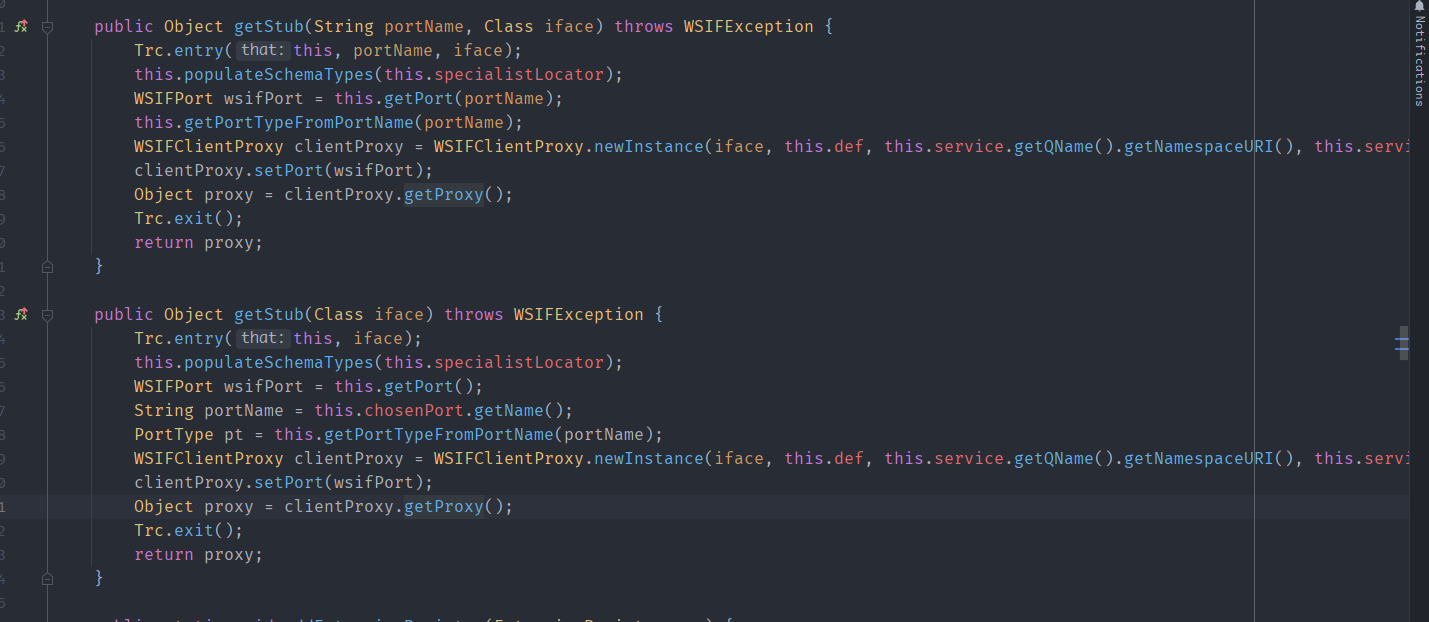 public Object getStub(String portName, Class iface) throws WSIFException {
Trc.entry( that: this, portName, iface);
this.populateSchemaTypes(this.specialistLocator);
WSIFPort wsifPort = this.getPort(portName);
this.getPortTypeFromPortName(portName);
WSIFClientProxy clientProxy = WSIFClientProxy.newInstance(iface, this.def, this.service.getQName().getNamespaceURI(), this.servi
clientProxy.setPort(wsifPort);
Object proxy = clientProxy.getProxy();
Trc.exit();
return proxy;
}
public Object getStub(Class iface) throws WSIFException {
Trc.entry( that: this, iface);
this.populateSchemaTypes(this.specialistLocator);
WSIFPort wsifPort = this.getPort();
String portName = this.chosenPort.getName();
PortType pt = this.getPortTypeFromPortName(portName);
WSIFClientProxy clientProxy = WSIFClientProxy.newInstance(iface, this.def, this.service.getQName().getNamespaceURI(), this.servi
clientProxy.setPort(wsifPort);
Object proxy = clientProxy.getProxy();
Trc.exit();
return proxy;
}
Notifications